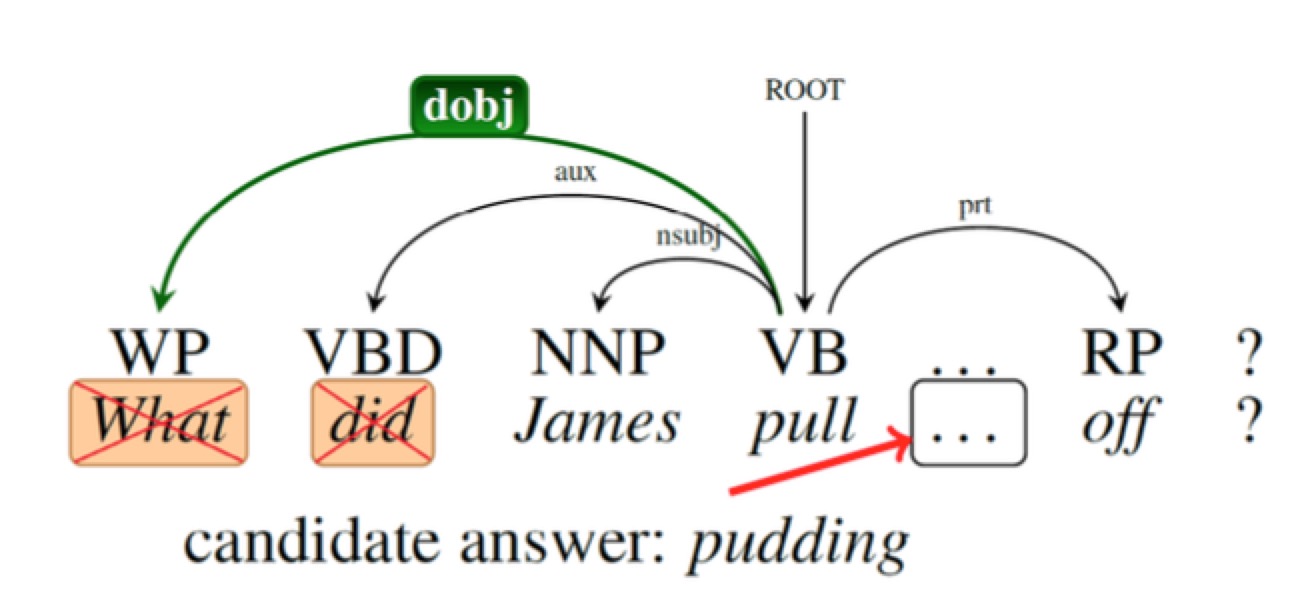 dobj
ROOT
aux
prt
nsubj
WP VBD NNP VB ... RP ?
What did James pull ... off ?
candidate answer: pudding